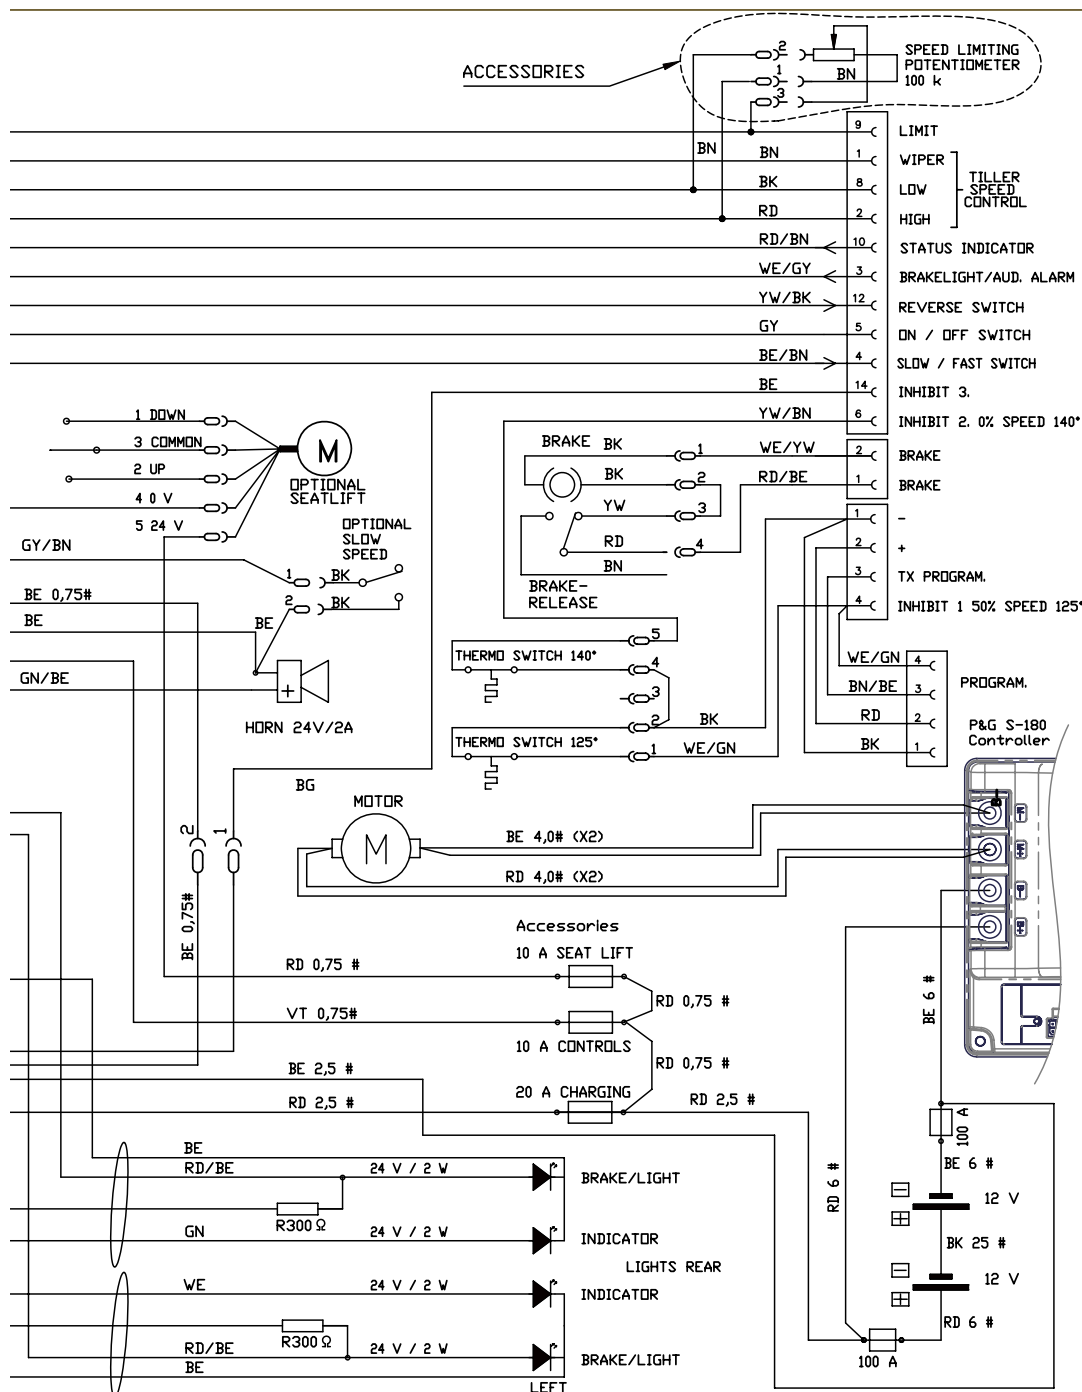 ACCESSORIES
2
1
3
BN
SPEED LIMITING
POTENTIOMETER
100 k
BN
9 LIMIT
BN 1 WIPER
BK 8 LOW
RD 2 HIGH
TILLER
SPEED
CONTROL
RD/BN 10 STATUS INDICATOR
WE/GY 3 BRAKELIGHT/AUD. ALARM
YW/BK 12 REVERSE SWITCH
GY 5 ON / OFF SWITCH
BE/BN 4 SLOW / FAST SWITCH
BE 14 INHIBIT 3.
YW/BN 6 INHIBIT 2. 0% SPEED 140°
1 DOWN
3 COMMON
2 UP
4 0 V
5 24 V
M
OPTIONAL
SEATLIFT
BRAKE BK 1 WE/YW 2 BRAKE
BK 2 RD/BE 1 BRAKE
YW 3
RD 4
BN
BRAKE-
RELEASE
1 -
2 +
3 TX PROGRAM.
4 INHIBIT 1 50% SPEED 125°
GY/BN
OPTIONAL
SLOW
SPEED
1 BK
2 BK
BE 0,75#
BE
BE
GN/BE
+
HORN 24V/2A
5
THERMO SWITCH 140°
4
3
2 BK
THERMO SWITCH 125°
1 WE/GN
WE/GN 4
BN/BE 3
RD 2
BK 1
PROGRAM.
P&G S-180
Controller
BG
MOTOR
M
2
1
BE 4,0# (X2)
RD 4,0# (X2)
M-
M+
B-
B+
BE 0,75#
Accessories
10 A SEAT LIFT
RD 0,75 #
RD 0,75 #
VT 0,75#
10 A CONTROLS
RD 0,75 #
BE 2,5 #
20 A CHARGING
RD 2,5 #
RD 2,5 #
BE 6 #
100 A
BE 6 #
RD 6 #
12 V
BK 25 #
12 V
RD 6 #
100 A
BE
RD/BE 24 V / 2 W BRAKE/LIGHT
R300 Ω
GN 24 V / 2 W INDICATOR
LIGHTS REAR
WE 24 V / 2 W INDICATOR
R300 Ω
RD/BE 24 V / 2 W BRAKE/LIGHT
BE
LEFT